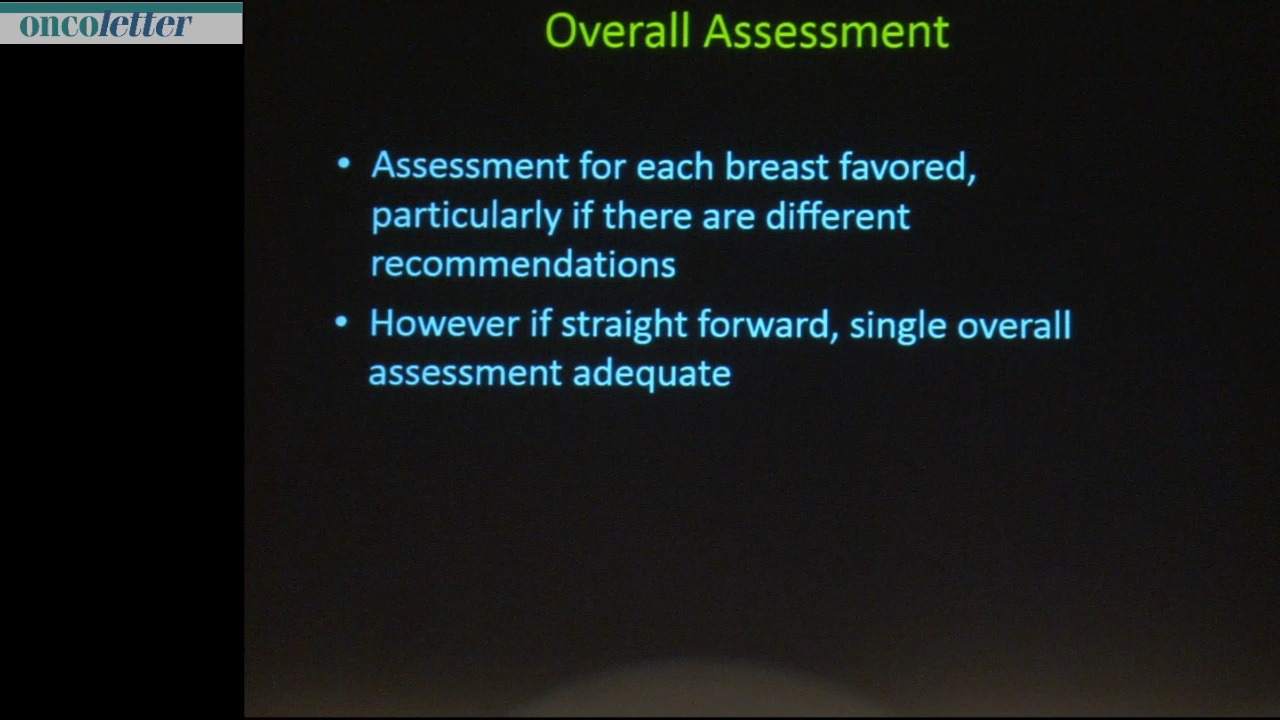 oncoletter
Overall Assessment
• Assessment for each breast favored,
particularly if there are different
recommendations
• However if straight forward, single overall
assessment adequate